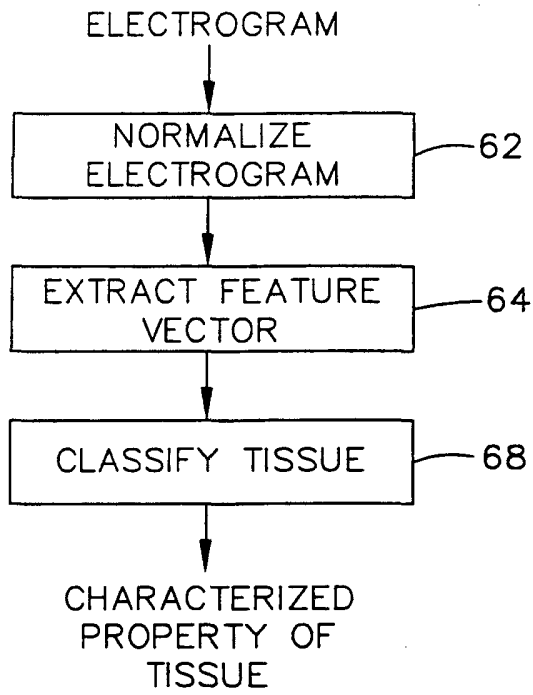 ELECTROGRAM
NORMALIZE
ELECTROGRAM
62
EXTRACT FEATURE
VECTOR
64
CLASSIFY TISSUE
68
CHARACTERIZED
PROPERTY OF
TISSUE